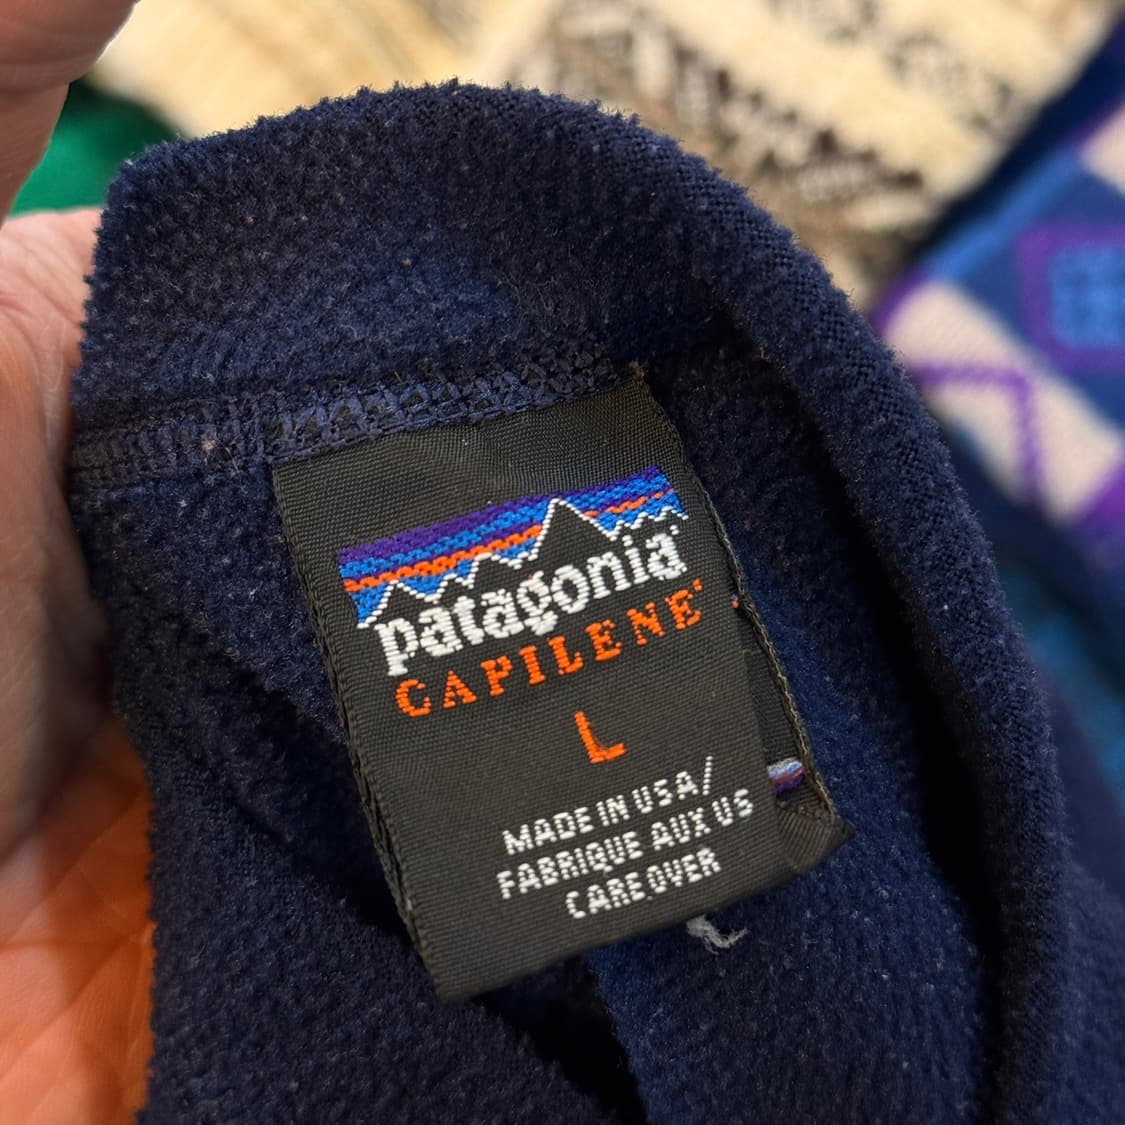 patagonia®
CAPILENE®
L
MADE IN USA/
FABRIQUE AUX US
CARE OVER